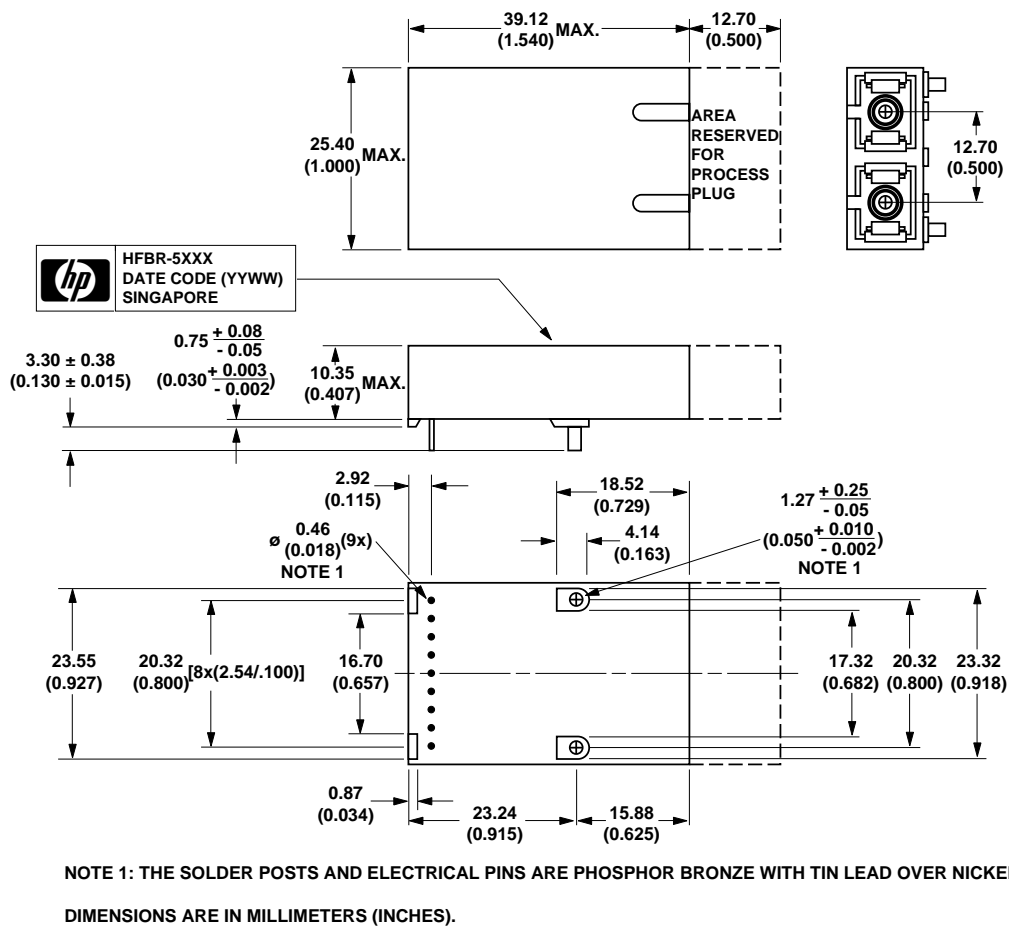 39.12
(1.540) MAX.
12.70
(0.500)
25.40
(1.000) MAX.
AREA
RESERVED
FOR
PROCESS
PLUG
12.70
(0.500)
hp
HFBR-5XXX
DATE CODE (YYWW)
SINGAPORE
3.30 ± 0.38
(0.130 ± 0.015)
0.75 + 0.08
- 0.05
(0.030 + 0.003
- 0.002)
10.35
(0.407) MAX.
2.92
(0.115)
18.52
(0.729)
4.14
(0.163)
1.27 + 0.25
- 0.05
(0.050 + 0.010
- 0.002)
NOTE 1
ø 0.46
(0.018) (9x)
NOTE 1
23.55
(0.927)
20.32
(0.800)
[8x(2.54/.100)]
16.70
(0.657)
17.32
(0.682)
20.32
(0.800)
23.32
(0.918)
0.87
(0.034)
23.24
(0.915)
15.88
(0.625)
NOTE 1: THE SOLDER POSTS AND ELECTRICAL PINS ARE PHOSPHOR BRONZE WITH TIN LEAD OVER NICKE
DIMENSIONS ARE IN MILLIMETERS (INCHES).